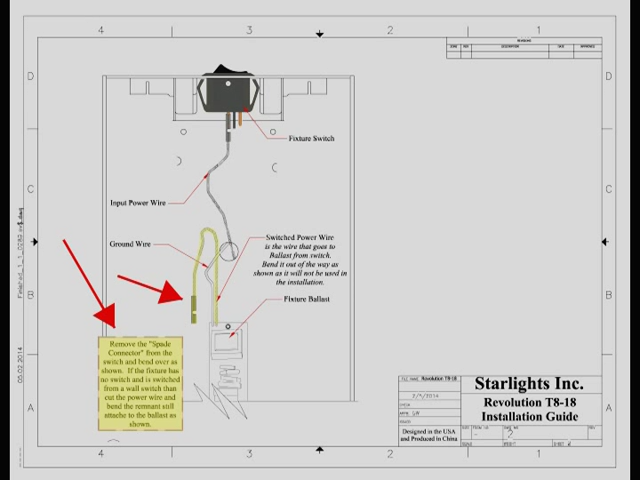 4
3
2
1
D
D
Fixture Switch
C
C
Input Power Wire
Ground Wire
Switched Power Wire
is the wire that goes to
Ballast from switch.
Bend it out of the way as
shown as it will not be used in
the installation.
B
B
Fixture Ballast
Remove the "Spade
Connector" from the
switch and bend over as
shown. If the fixture has
no switch and is switched
from a wall switch than
cut the power wire and
bend the remnant still
attache to the ballast as
shown.
A
A
05.02.2014
Revolution T8-18
Starlights Inc.
Revolution T8-18
Installation Guide
Designed in the USA
and Produced in China
2
4
3
2
1